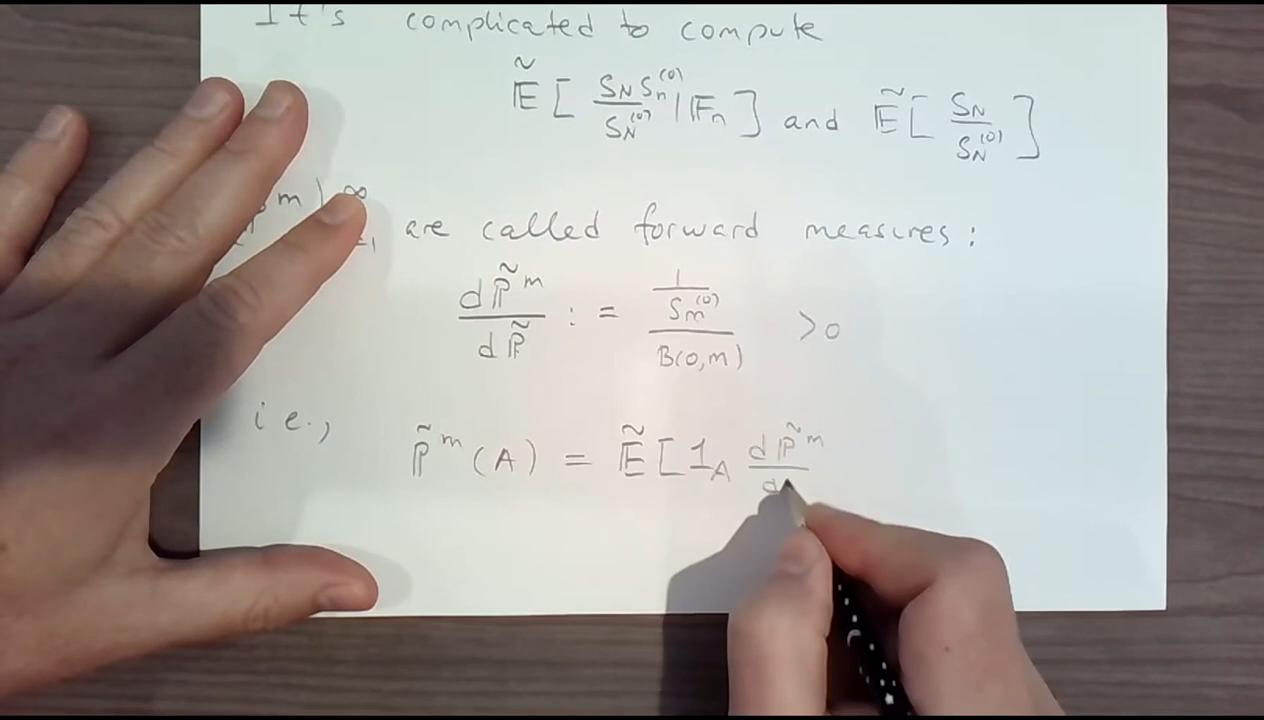 It's complicated to compute
Ẽ[ S_N S_n^(0) / S_N^(0) | F_n ] and Ẽ[ S_N / S_N^(0) ]
m) ∞ are called forward measures:
dP̃^m / dP̃ := (1 / S_m^(0)) / B(0,m) >0
i.e., P̃^m(A) = Ẽ[1_A dP̃^m / d